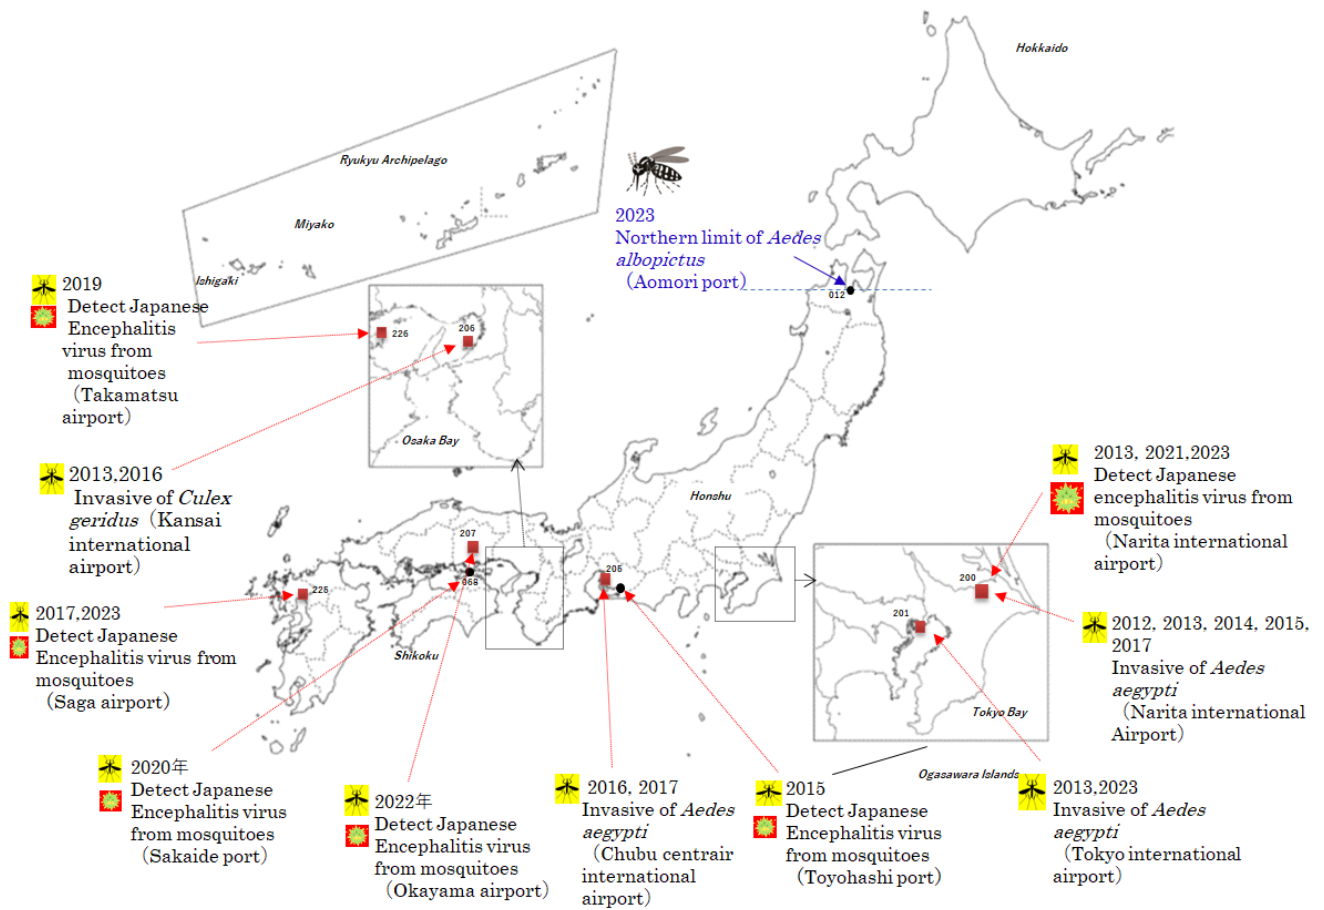 Hokkaido
Ryukyu Archipelago
Miyako
Ishigaki
2023
Northern limit of Aedes
albopictus
（Aomori port）
012
2019
Detect Japanese
Encephalitis
virus from
mosquitoes
（Takamatsu
airport）
226
206
Osaka Bay
2013,2016
Invasive of Culex
geridus（Kansai
international
airport）
Honshu
2013, 2021,2023
Detect Japanese
encephalitis virus from
mosquitoes
（Narita international
airport）
207
068
205
225
Shikoku
200
201
Tokyo Bay
2017,2023
Detect Japanese
Encephalitis virus from
mosquitoes
（Saga airport）
2012, 2013, 2014, 2015,
2017
Invasive of Aedes
aegypti
（Narita international
Airport）
Ogasawara Islands
2020年
Detect Japanese
Encephalitis virus
from mosquitoes
（Sakaide port）
2022年
Detect Japanese
Encephalitis virus
from mosquitoes
（Okayama airport）
2016, 2017
Invasive of Aedes
aegypti
（Chubu centrair
international
airport）
2015
Detect Japanese
Encephalitis virus
from mosquitoes
（Toyohashi port）
2013,2023
Invasive of Aedes
aegypti
（Tokyo international
airport）